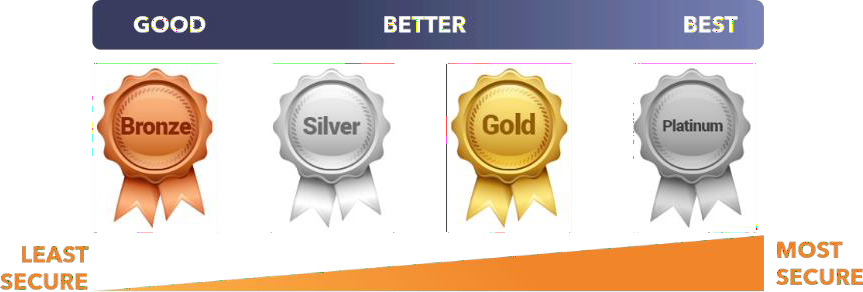 GOOD BETTER BEST
Bronze Silver Gold Platinum
LEAST
SECURE
MOST
SECURE